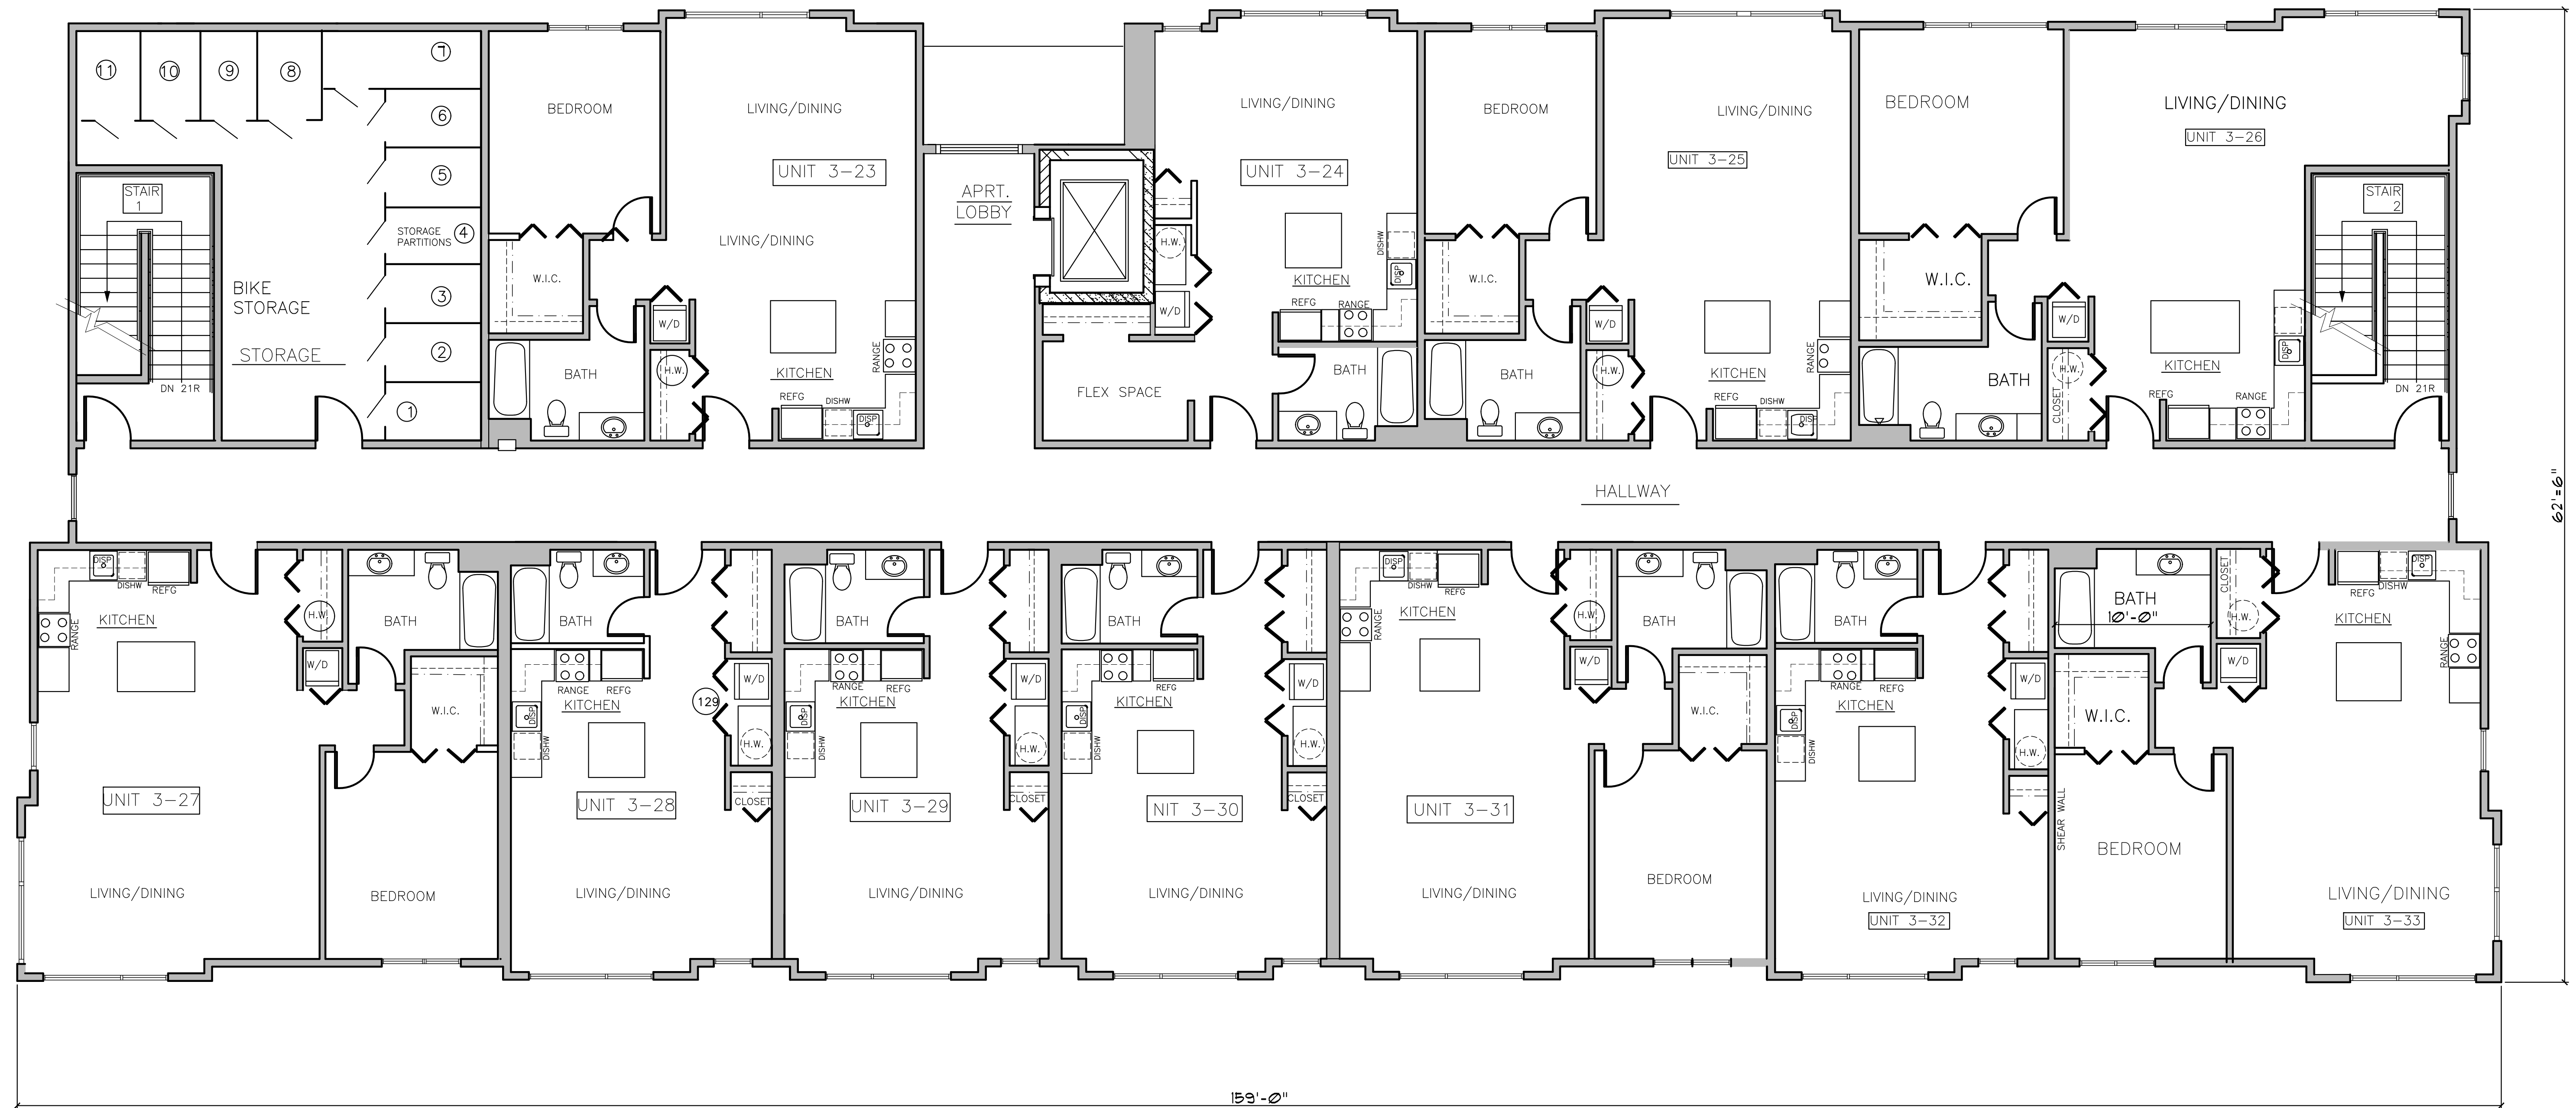 11
10
9
8
7
6
5
STORAGE
PARTITIONS
4
3
2
1
STAIR
1
DN 21R
BIKE
STORAGE
STORAGE
BEDROOM
W.I.C.
BATH
W/D
H.W.
LIVING/DINING
UNIT 3-23
LIVING/DINING
KITCHEN
RANGE
REFG
DISHW
DISP
APRT.
LOBBY
FLEX SPACE
H.W.
W/D
LIVING/DINING
UNIT 3-24
KITCHEN
DISHW
DISP
REFG
RANGE
BATH
BEDROOM
W.I.C.
BATH
W/D
H.W.
LIVING/DINING
UNIT 3-25
KITCHEN
RANGE
REFG
DISHW
DISP
BEDROOM
W.I.C.
BATH
W/D
H.W.
CLOSET
LIVING/DINING
UNIT 3-26
KITCHEN
DISP
REFG
RANGE
STAIR
2
DN 21R
HALLWAY
62'=6"
DISP
DISHW
REFG
KITCHEN
RANGE
H.W.
W/D
BATH
W.I.C.
UNIT 3-27
LIVING/DINING
BEDROOM
BATH
RANGE
REFG
KITCHEN
DISP
DISHW
129
W/D
H.W.
CLOSET
UNIT 3-28
LIVING/DINING
BATH
RANGE
REFG
KITCHEN
DISP
DISHW
W/D
H.W.
CLOSET
UNIT 3-29
LIVING/DINING
BATH
REFG
KITCHEN
DISP
DISHW
W/D
H.W.
CLOSET
NIT 3-30
LIVING/DINING
DISP
DISHW
REFG
KITCHEN
RANGE
H.W.
W/D
BATH
W.I.C.
UNIT 3-31
LIVING/DINING
BEDROOM
BATH
RANGE
REFG
KITCHEN
DISP
DISHW
W/D
H.W.
LIVING/DINING
UNIT 3-32
BATH
10'-0"
CLOSET
H.W.
W/D
W.I.C.
SHEAR WALL
BEDROOM
REFG
DISHW
DISP
KITCHEN
RANGE
LIVING/DINING
UNIT 3-33
159'-0"